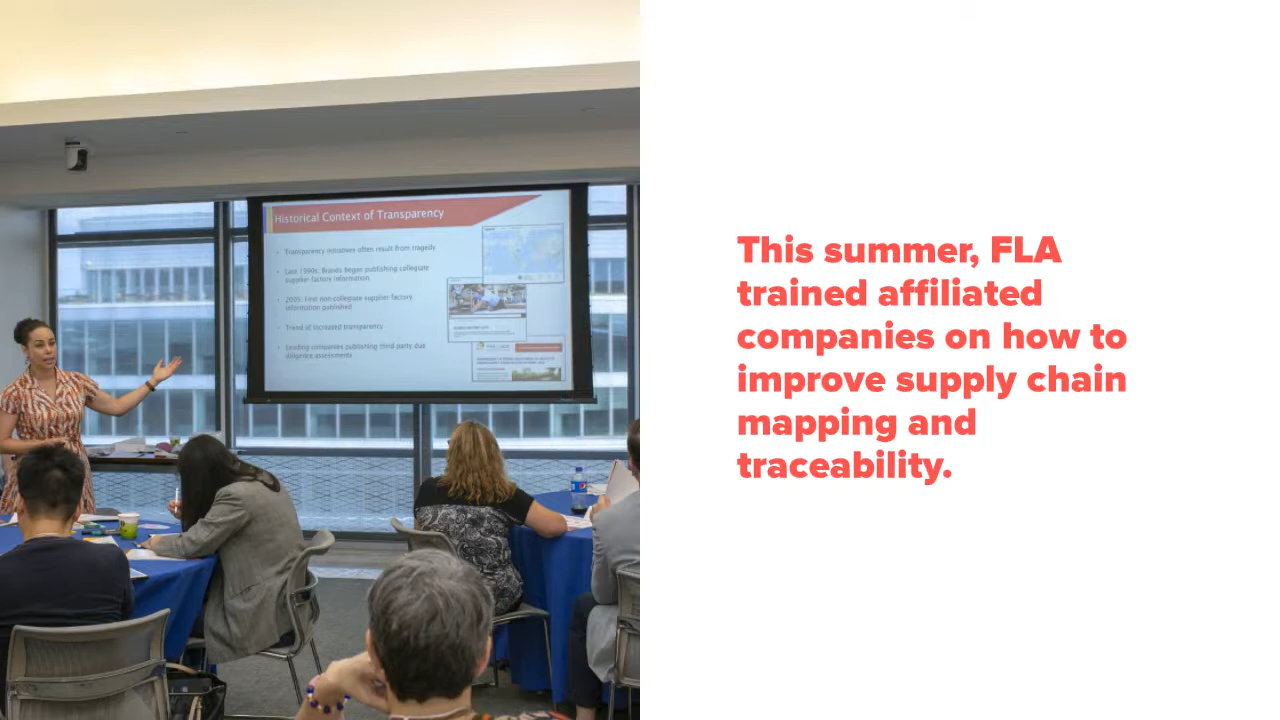 Historical Context of Transparency
Transparency initiatives often result from tragedy
Late 1990s: Brands began publishing collegiate
supplier factory information
2005: First non-collegiate supplier factory
information published
Trend of increased transparency
Leading companies publishing third party due
diligence assessments
This summer, FLA
trained affiliated
companies on how to
improve supply chain
mapping and
traceability.